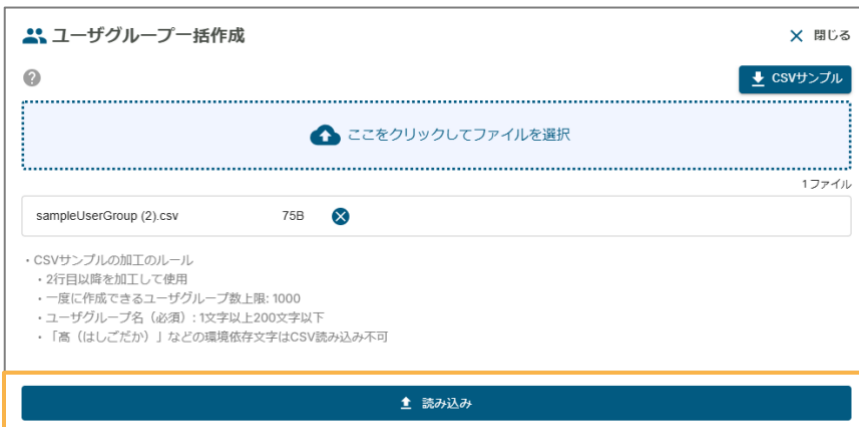 ユーザグループ一括作成
× 閉じる
?
CSVサンプル
ここをクリックしてファイルを選択
1ファイル
sampleUserGroup (2).csv 75B
・CSVサンプルの加工のルール
・2行目以降を加工して使用
・一度に作成できるユーザグループ数上限: 1000
・ユーザグループ名（必須）: 1文字以上200文字以下
・「髙（はしごだか）」などの環境依存文字はCSV読み込み不可
読み込み